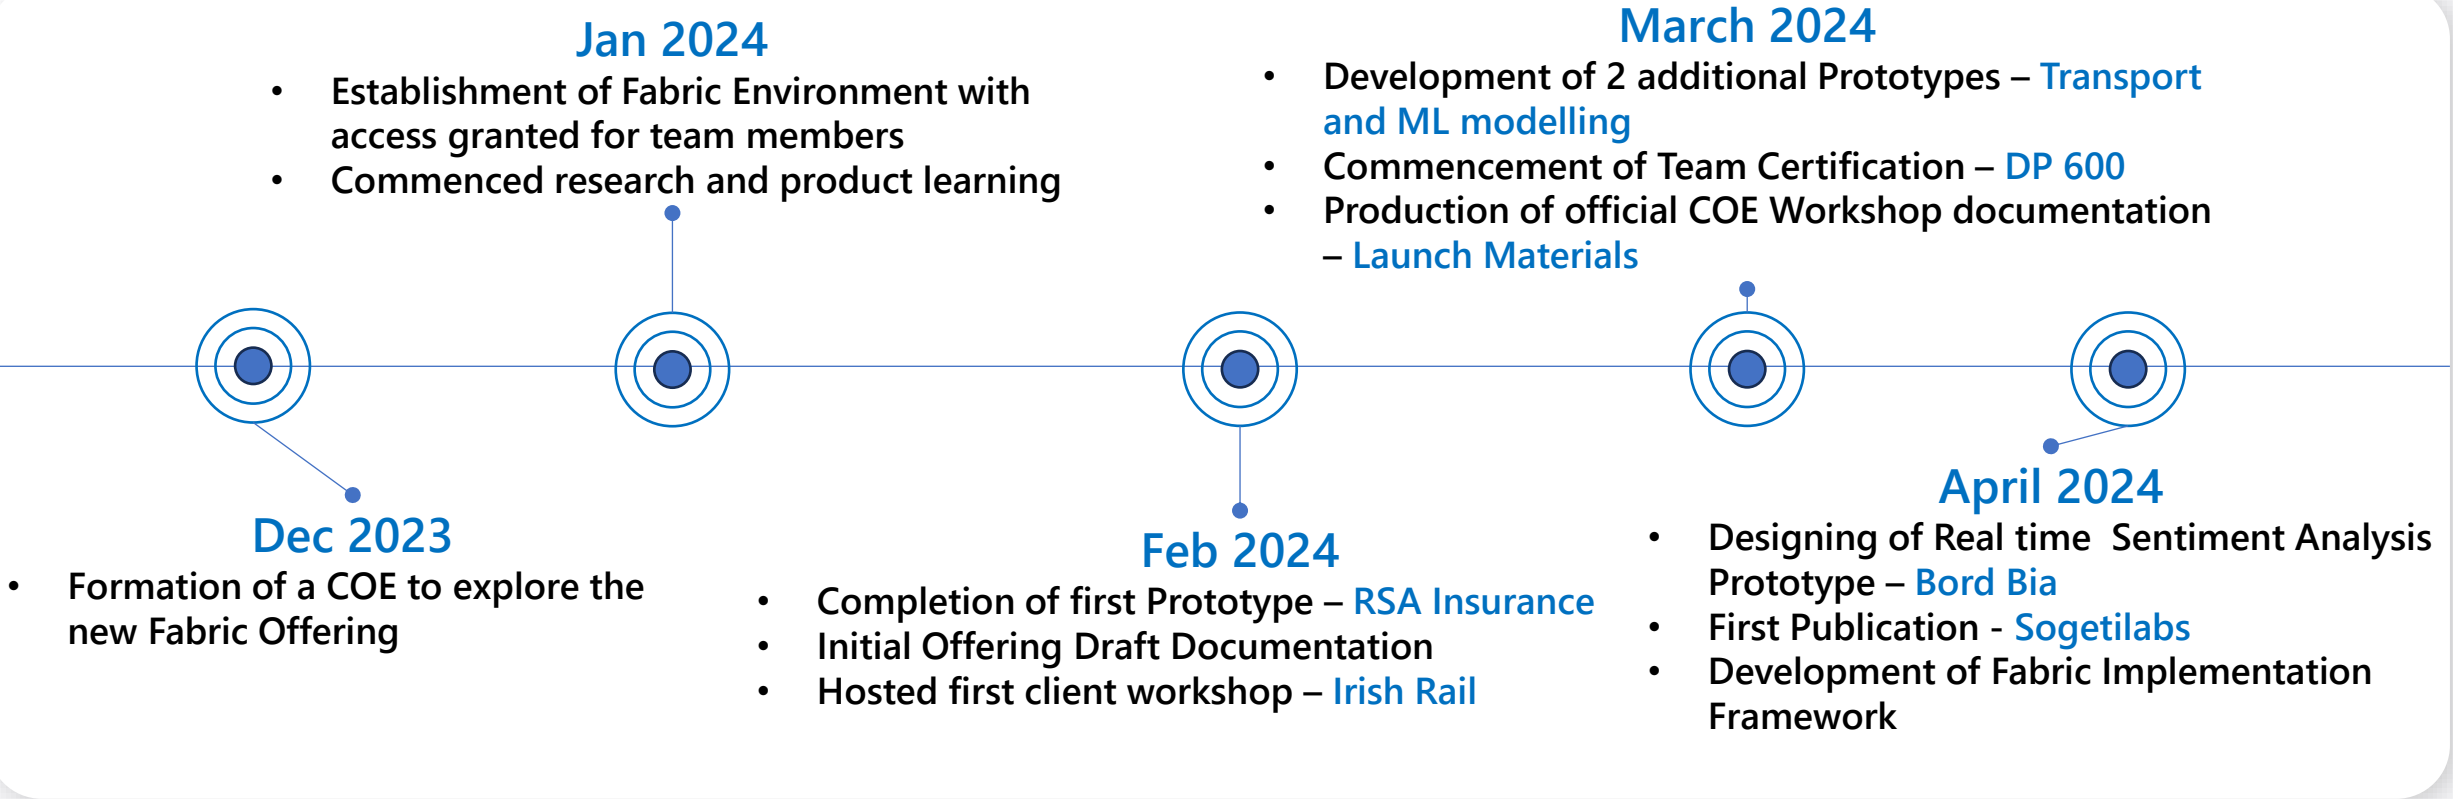 Jan 2024
• Establishment of Fabric Environment with
access granted for team members
• Commenced research and product learning
March 2024
• Development of 2 additional Prototypes – Transport
and ML modelling
• Commencement of Team Certification – DP 600
• Production of official COE Workshop documentation
– Launch Materials
Dec 2023
• Formation of a COE to explore the
new Fabric Offering
Feb 2024
• Completion of first Prototype – RSA Insurance
• Initial Offering Draft Documentation
• Hosted first client workshop – Irish Rail
April 2024
• Designing of Real time  Sentiment Analysis
Prototype – Bord Bia
• First Publication - Sogetilabs
• Development of Fabric Implementation
Framework